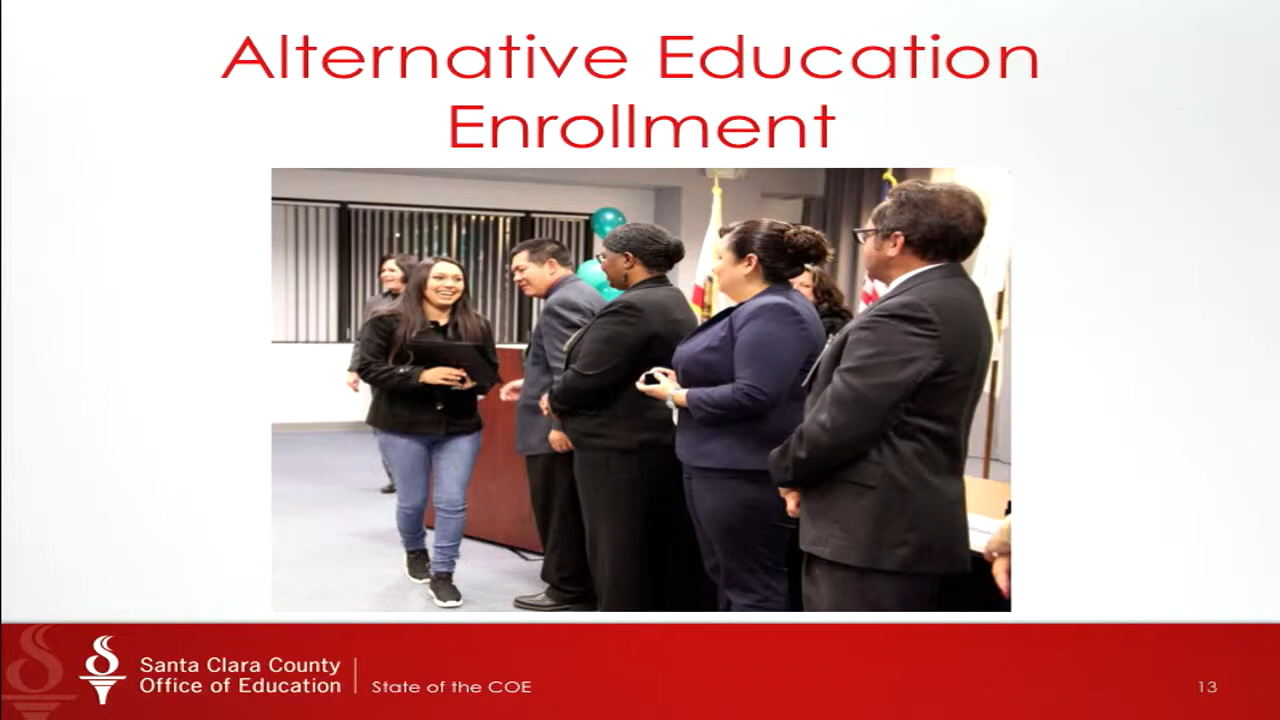 Alternative Education
Enrollment
Santa Clara County
Office of Education
State of the COE
13